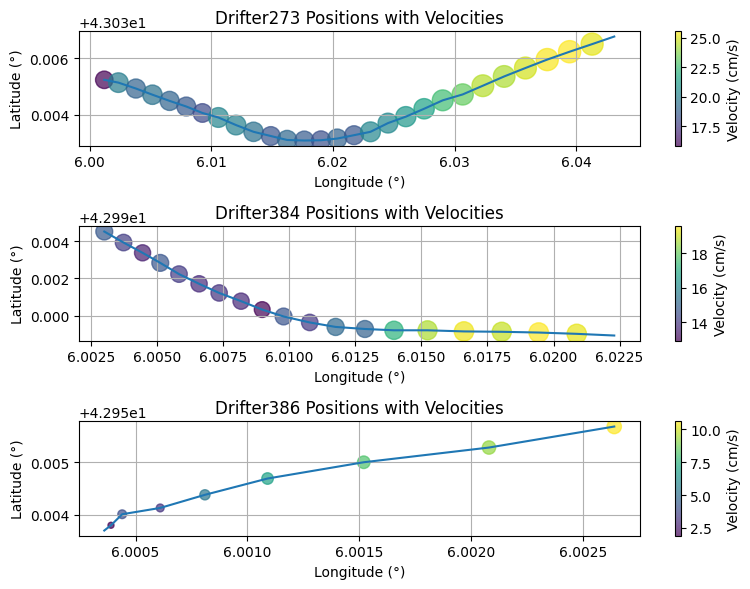 Drifter273 Positions with Velocities
+4.303e1
0.006
0.004
Latitude (°)
6.00
6.01
6.02
6.03
6.04
Longitude (°)
25.0
22.5
20.0
17.5
Velocity (cm/s)
Drifter384 Positions with Velocities
+4.299e1
0.004
0.002
0.000
Latitude (°)
6.0025
6.0050
6.0075
6.0100
6.0125
6.0150
6.0175
6.0200
6.0225
Longitude (°)
18
16
14
Velocity (cm/s)
Drifter386 Positions with Velocities
+4.295e1
0.005
0.004
Latitude (°)
6.0005
6.0010
6.0015
6.0020
6.0025
Longitude (°)
10.0
7.5
5.0
2.5
Velocity (cm/s)